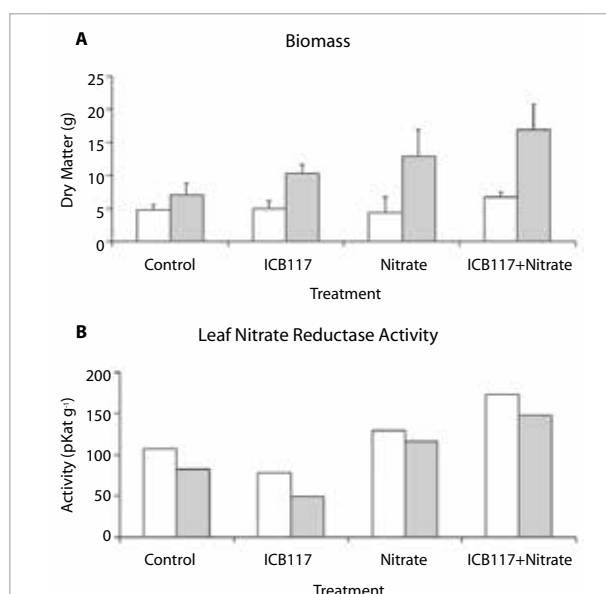 A Biomass
25
20
15
10
5
0
Dry Matter (g)
Control ICB117 Nitrate ICB117+Nitrate
Treatment
B Leaf Nitrate Reductase Activity
200
150
100
50
0
Activity (pKat g⁻¹)
Control ICB117 Nitrate ICB117+Nitrate
Treatment